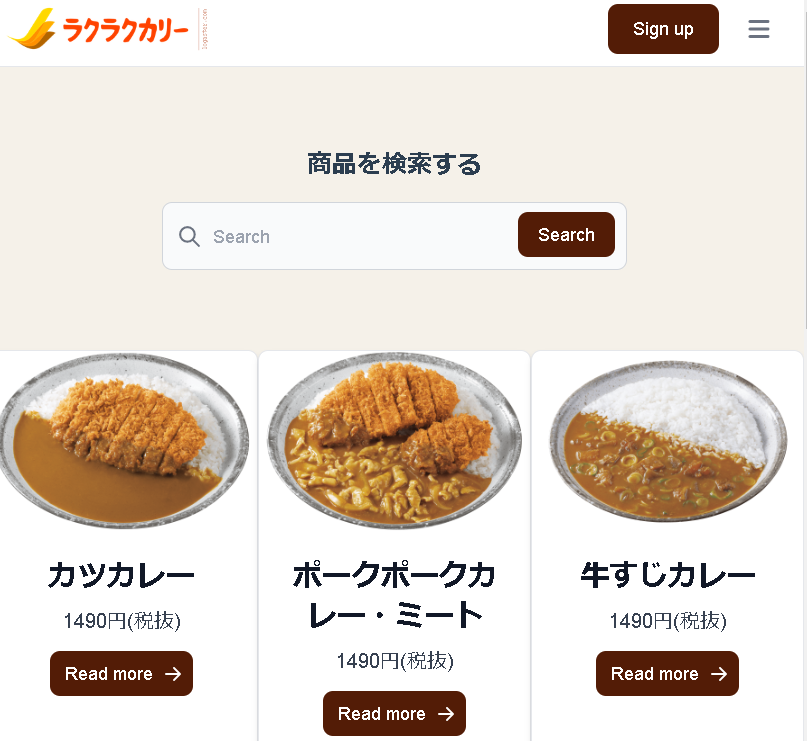 ラクラクカリー
Sign up
商品を検索する
Search
Search
カツカレー
1490円(税抜)
Read more
ポークポークカ
レー・ミート
1490円(税抜)
Read more
牛すじカレー
1490円(税抜)
Read more